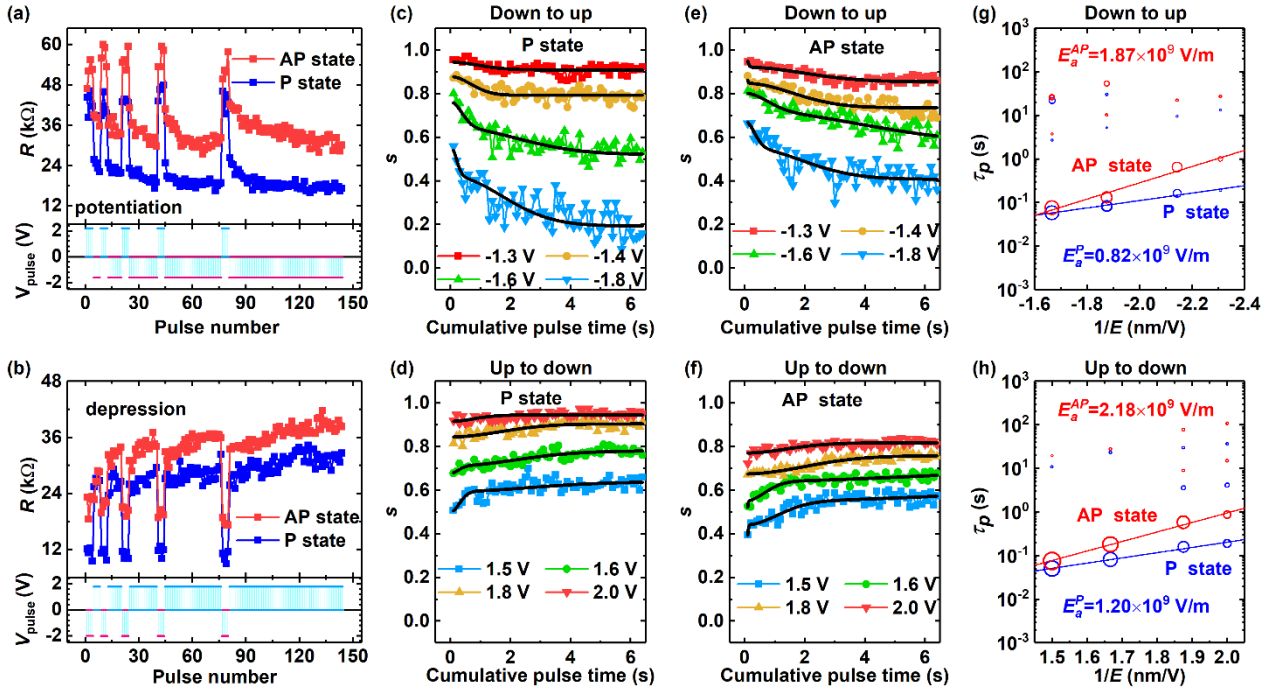 (a)
R (kΩ)
60
48
36
24
12
AP state
P state
potentiation
Vpulse (V)
2
0
-2
0 30 60 90 120 150
Pulse number
(b)
R (kΩ)
48
36
24
12
depression
AP state
P state
Vpulse (V)
2
0
-2
0 30 60 90 120 150
Pulse number
(c)
Down to up
P state
s
1.0
0.8
0.6
0.4
0.2
0.0
-1.3 V -1.4 V
-1.6 V -1.8 V
0 2 4 6
Cumulative pulse time (s)
(d)
Up to down
P state
s
1.0
0.8
0.6
0.4
0.2
0.0
1.5 V 1.6 V
1.8 V 2.0 V
0 2 4 6
Cumulative pulse time (s)
(e)
Down to up
AP state
s
1.0
0.8
0.6
0.4
0.2
0.0
-1.3 V -1.4 V
-1.6 V -1.8 V
0 2 4 6
Cumulative pulse time (s)
(f)
Up to down
AP state
s
1.0
0.8
0.6
0.4
0.2
0.0
1.5 V 1.6 V
1.8 V 2.0 V
0 2 4 6
Cumulative pulse time (s)
(g)
Down to up
E_a^AP=1.87×10^9 V/m
τp (s)
10^3
10^2
10^1
10^0
10^-1
10^-2
10^-3
AP state
P state
E_a^P=0.82×10^9 V/m
-1.6 -1.8 -2.0 -2.2 -2.4
1/E (nm/V)
(h)
Up to down
E_a^AP=2.18×10^9 V/m
τp (s)
10^3
10^2
10^1
10^0
10^-1
10^-2
10^-3
AP state
P state
E_a^P=1.20×10^9 V/m
1.5 1.6 1.7 1.8 1.9 2.0
1/E (nm/V)